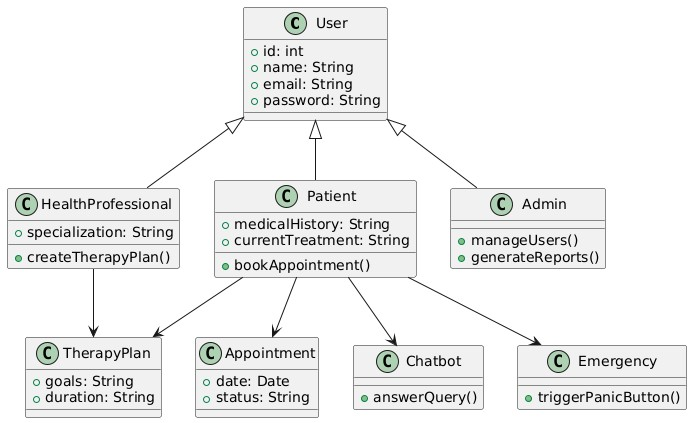 C User
id: int
name: String
email: String
password: String
C HealthProfessional
specialization: String
createTherapyPlan()
C Patient
medicalHistory: String
currentTreatment: String
bookAppointment()
C Admin
manageUsers()
generateReports()
C TherapyPlan
goals: String
duration: String
C Appointment
date: Date
status: String
C Chatbot
answerQuery()
C Emergency
triggerPanicButton()